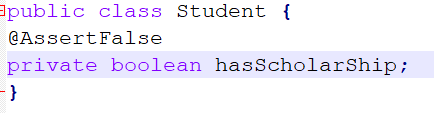 public class Student {
@AssertFalse
private boolean hasScholarShip;
}